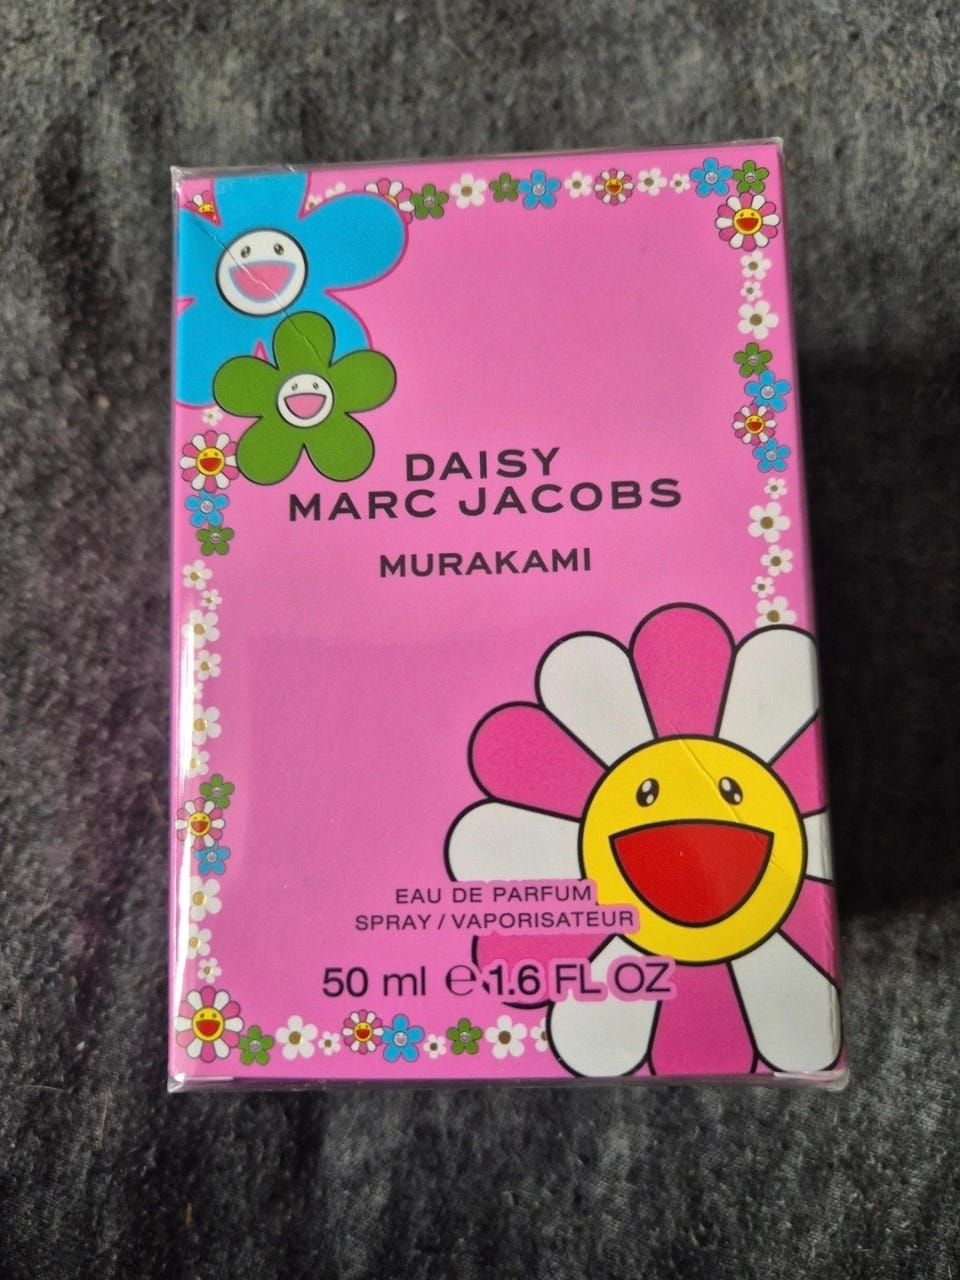 DAISY
MARC JACOBS
MURAKAMI
EAU DE PARFUM
SPRAY / VAPORISATEUR
50 ml ℮ 1.6 FL OZ